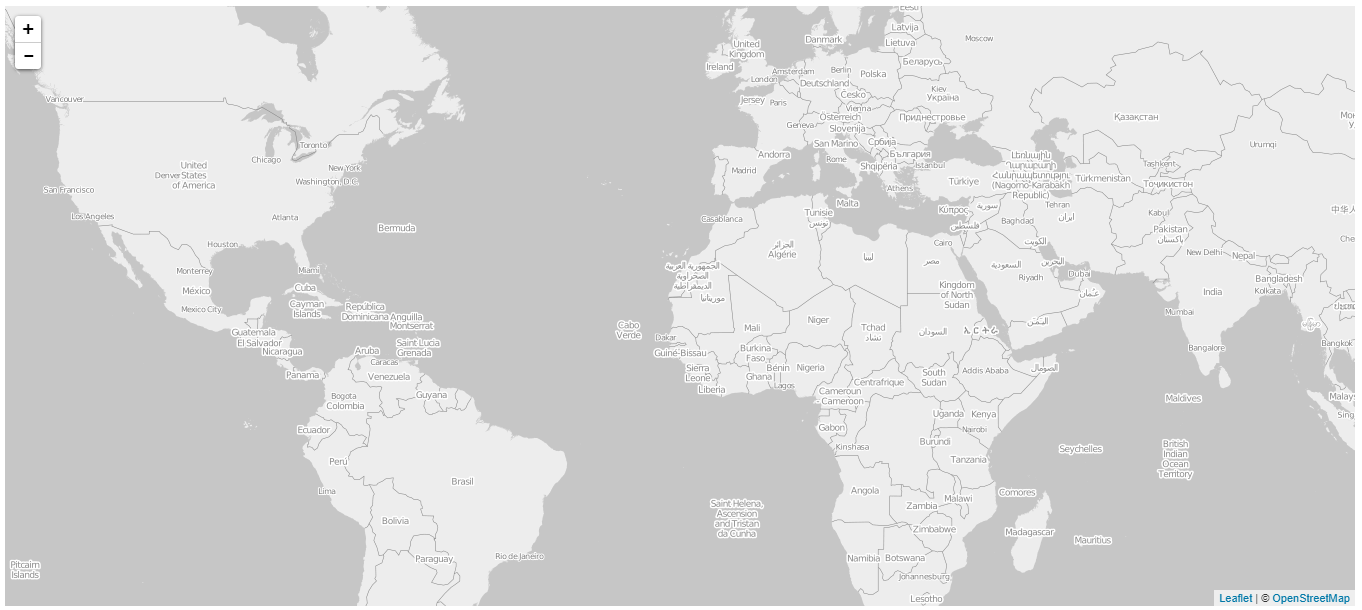 +
−
Vancouver
Toronto
Chicago
New York
United
States
of America
Denver
Washington, D.C.
San Francisco
Los Angeles
Atlanta
Bermuda
Houston
Monterrey
Miami
México
Cuba
Mexico City
Cayman
Islands
República
Dominicana
Anguilla
Montserrat
Guatemala
El Salvador
Nicaragua
Saint Lucia
Grenada
Aruba
Caracas
Panama
Venezuela
Guyana
Bogota
Colombia
Ecuador
Peru
Lima
Brasil
Bolivia
Paraguay
Rio de Janeiro
Pitcairn
Islands
Eesti
Latvija
Lietuva
Moscow
Danmark
United
Kingdom
Ireland
London
Amsterdam
Berlin
Deutschland
Polska
Беларусь
Jersey
Paris
Česko
Vienna
Österreich
Slovenija
Geneva
Kiev
Україна
Приднестровье
San Marino
Србија
Andorra
Rome
Shqipëria
България
Istanbul
Madrid
Athens
Türkiye
Լեռնային
Ղարաբաղի
Հանրապետություն
(Nagorno-Karabakh
Republic)
Қазақстан
Urumqi
Tashkent
Türkmenistan
Тоҷикистон
Malta
Tunisie
تونس
Casablanca
Κύπρος
سورية
فلسطين
Baghdad
Tehran
ایران
Kabul
Pakistan
پاکستان
الجزائر
Algérie
ليبيا
Cairo
مصر
الكويت
السعودية
Riyadh
البحرين
Dubai
عُمان
New Delhi
Nepal
Bangladesh
Kolkata
India
Mumbai
Bangalore
Bangkok
الجمهورية العربية
الصحراوية
الديمقراطية
موريتانيا
Kingdom
of North
Sudan
Cabo
Verde
Dakar
Mali
Niger
Tchad
تشاد
السودان
ኤርትራ
اليمن
Guiné-Bissau
Burkina
Faso
Sierra
Leone
Liberia
Ghana
Bénin
Nigeria
Lagos
Centrafrique
South
Sudan
Addis Ababa
الصومال
Cameroun
- Cameroon
Gabon
Kinshasa
Uganda
Kenya
Nairobi
Burundi
Tanzania
Maldives
Seychelles
British
Indian
Ocean
Territory
Angola
Zambia
Malawi
Comores
Saint Helena,
Ascension
and Tristan
da Cunha
Zimbabwe
Madagascar
Mauritius
Namibia
Botswana
Johannesburg
Lesotho
Leaflet | © OpenStreetMap